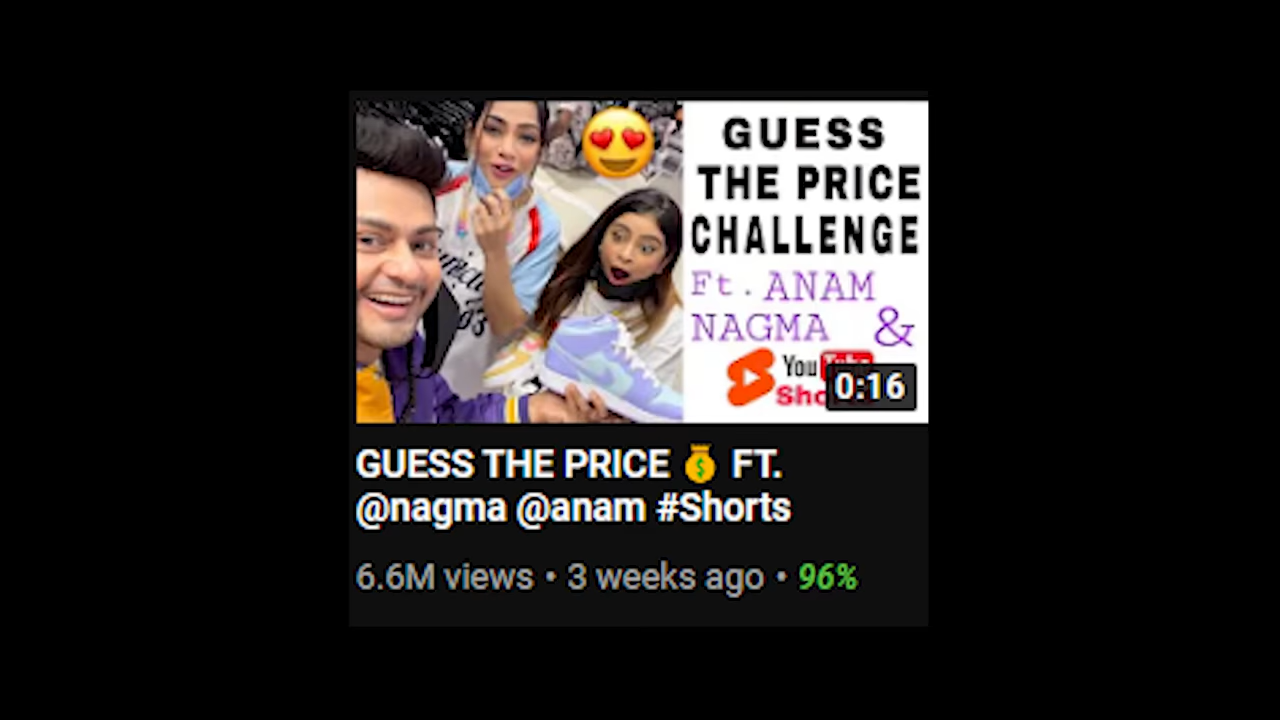 GUESS
THE PRICE
CHALLENGE
Ft. ANAM
NAGMA &
You
0:16
GUESS THE PRICE 💰 FT.
@nagma @anam #Shorts
6.6M views • 3 weeks ago • 96%